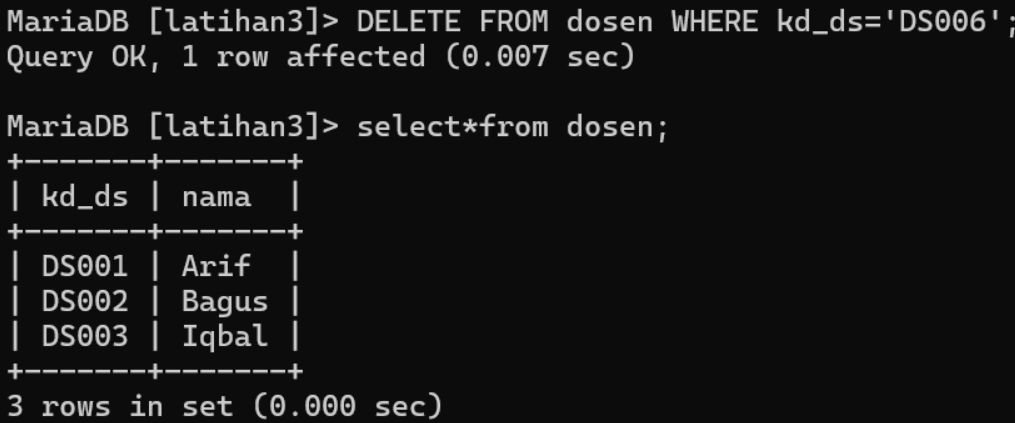 MariaDB [latihan3]> DELETE FROM dosen WHERE kd_ds='DS006';
Query OK, 1 row affected (0.007 sec)

MariaDB [latihan3]> select*from dosen;
+-------+-------+
| kd_ds | nama  |
+-------+-------+
| DS001 | Arif  |
| DS002 | Bagus |
| DS003 | Iqbal |
+-------+-------+
3 rows in set (0.000 sec)